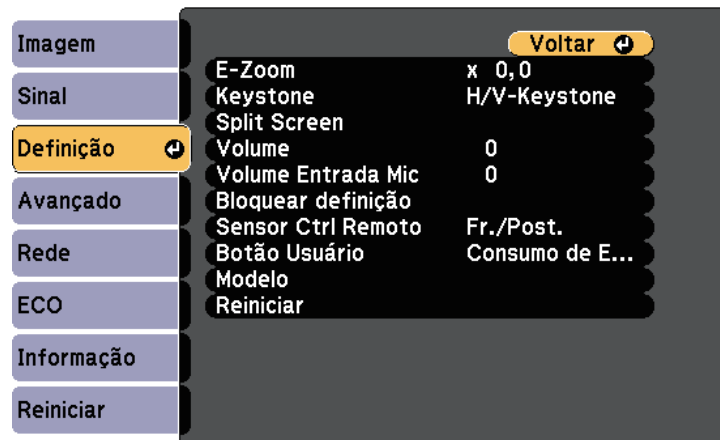 Imagem
Sinal
Definição
Avançado
Rede
ECO
Informação
Reiniciar
Voltar
E-Zoom x 0,0
Keystone H/V-Keystone
Split Screen
Volume 0
Volume Entrada Mic 0
Bloquear definição
Sensor Ctrl Remoto Fr./Post.
Botão Usuário Consumo de E...
Modelo
Reiniciar